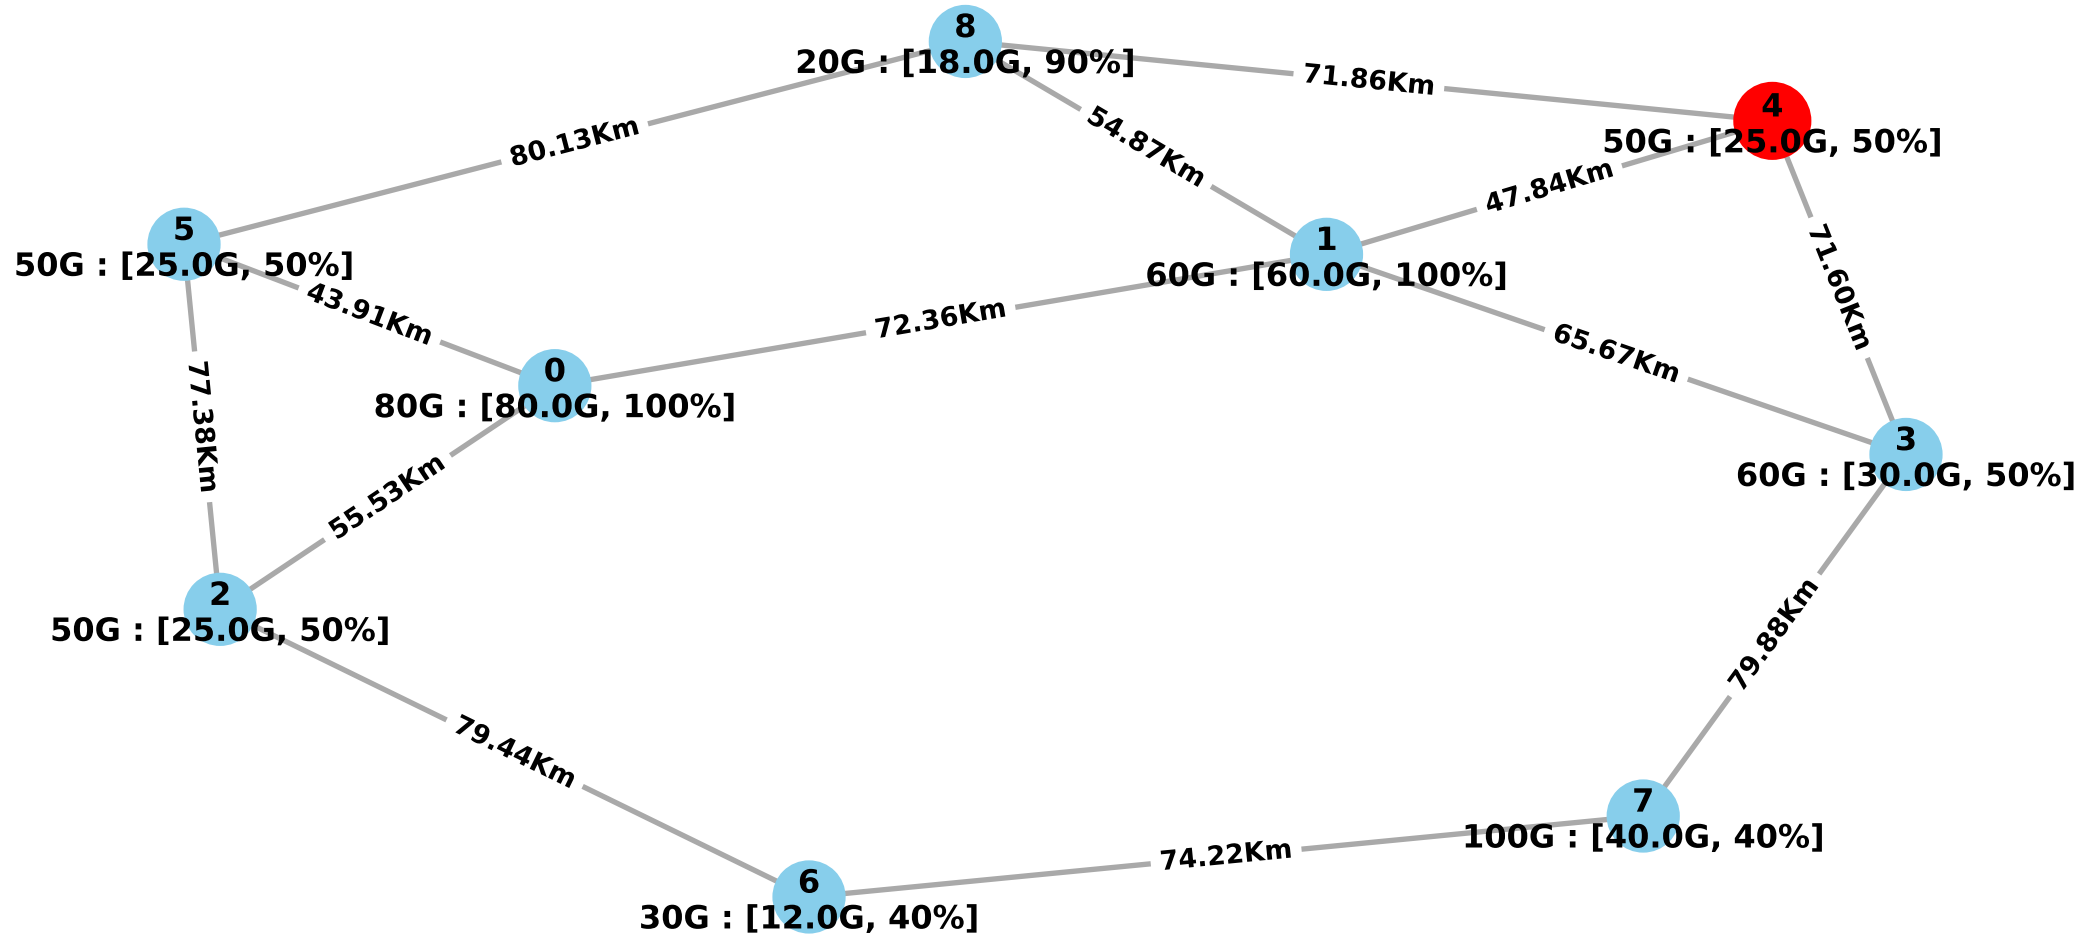 8
20G : [18.0G, 90%]
71.86Km
4
50G : [25.0G, 50%]
80.13Km
54.87Km
47.84Km
5
50G : [25.0G, 50%]
1
60G : [60.0G, 100%]
71.60Km
43.91Km
72.36Km
65.67Km
0
80G : [80.0G, 100%]
77.38Km
3
60G : [30.0G, 50%]
55.53Km
2
50G : [25.0G, 50%]
79.88Km
79.44Km
7
100G : [40.0G, 40%]
74.22Km
6
30G : [12.0G, 40%]